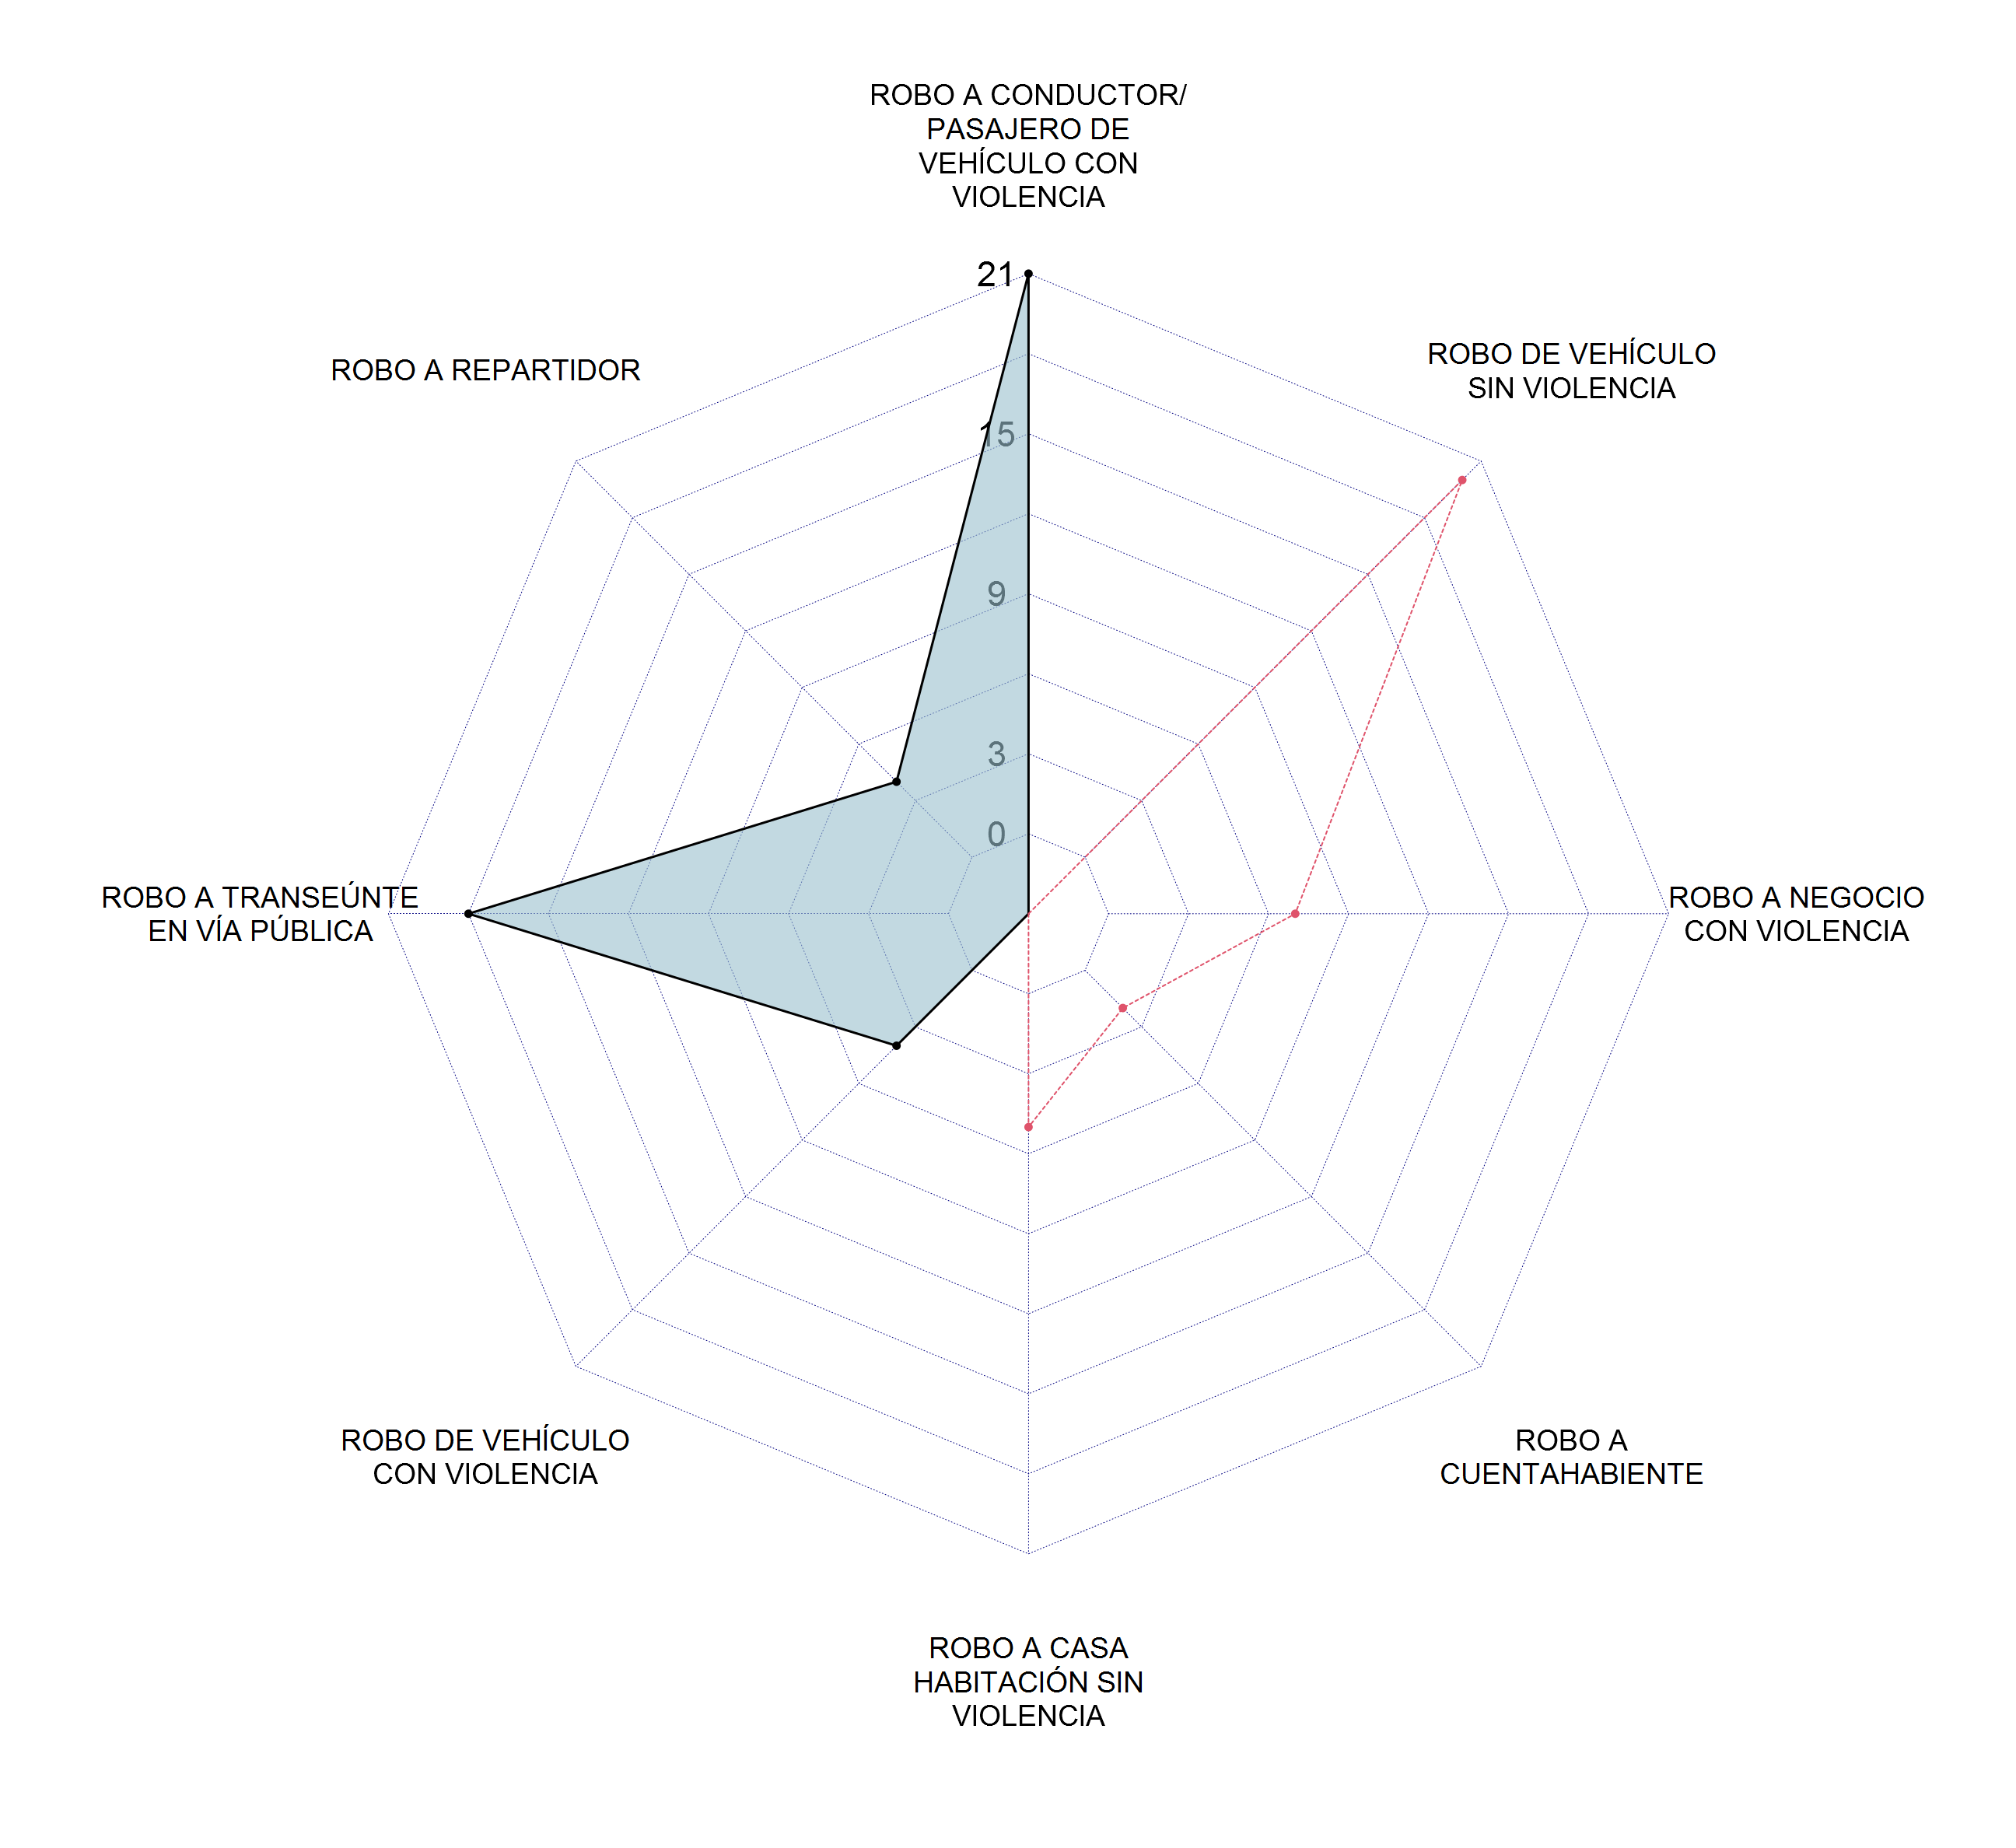 ROBO A CONDUCTOR/
PASAJERO DE
VEHÍCULO CON
VIOLENCIA
21
ROBO DE VEHÍCULO
SIN VIOLENCIA
ROBO A REPARTIDOR
15
9
3
0
ROBO A TRANSEÚNTE
EN VÍA PÚBLICA
ROBO A NEGOCIO
CON VIOLENCIA
ROBO DE VEHÍCULO
CON VIOLENCIA
ROBO A
CUENTAHABIENTE
ROBO A CASA
HABITACIÓN SIN
VIOLENCIA